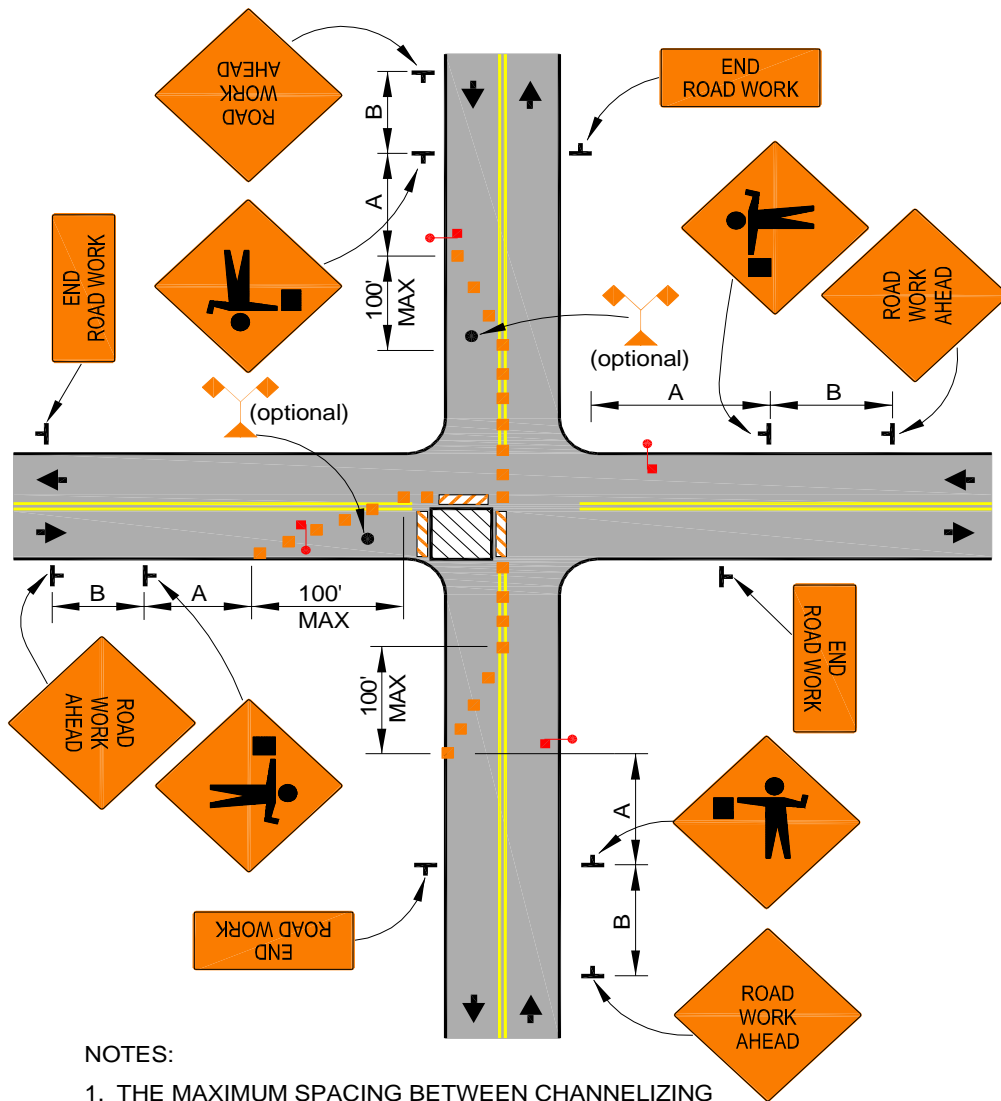 ROAD
WORK
AHEAD
B
A
100'
MAX
END
ROAD WORK
END
ROAD WORK
(optional)
(optional)
A
B
ROAD
WORK
AHEAD
B
A
100'
MAX
ROAD
WORK
AHEAD
100'
MAX
END
ROAD WORK
A
B
END
ROAD WORK
ROAD
WORK
AHEAD
NOTES:
1. THE MAXIMUM SPACING BETWEEN CHANNELIZING